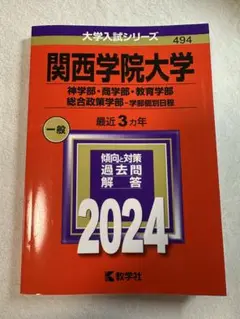 大学入試シリーズ
494
関西学院大学
神学部・商学部・教育学部
総合政策学部-学部個別日程
最近3カ年
一般
傾向と対策
過去問
解答
2024
教学社